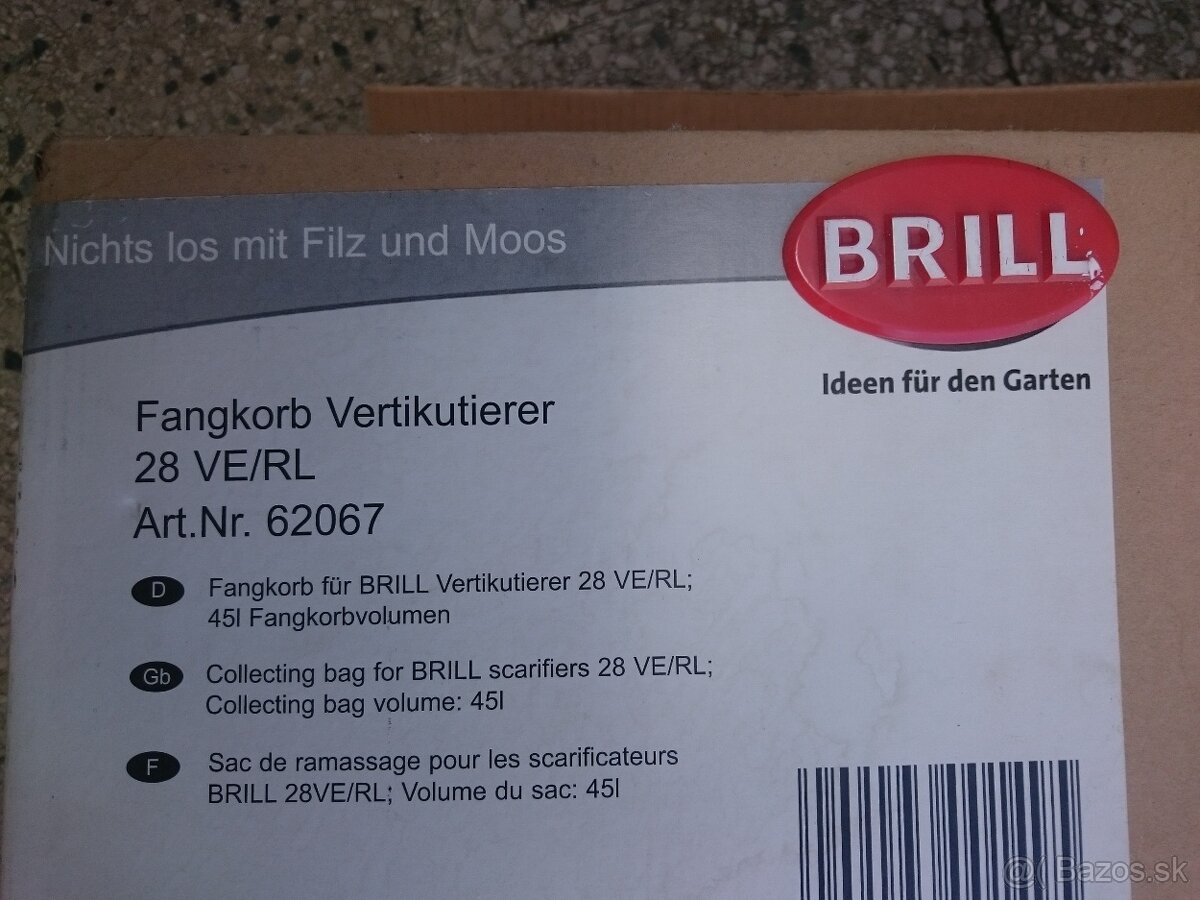 Nichts los mit Filz und Moos
BRILL
Ideen für den Garten
Fangkorb Vertikutierer
28 VE/RL
Art.Nr. 62067
D Fangkorb für BRILL Vertikutierer 28 VE/RL;
45l Fangkorbvolumen
Gb Collecting bag for BRILL scarifiers 28 VE/RL;
Collecting bag volume: 45l
F Sac de ramassage pour les scarificateurs
BRILL 28VE/RL; Volume du sac: 45l
@( Bazos.sk